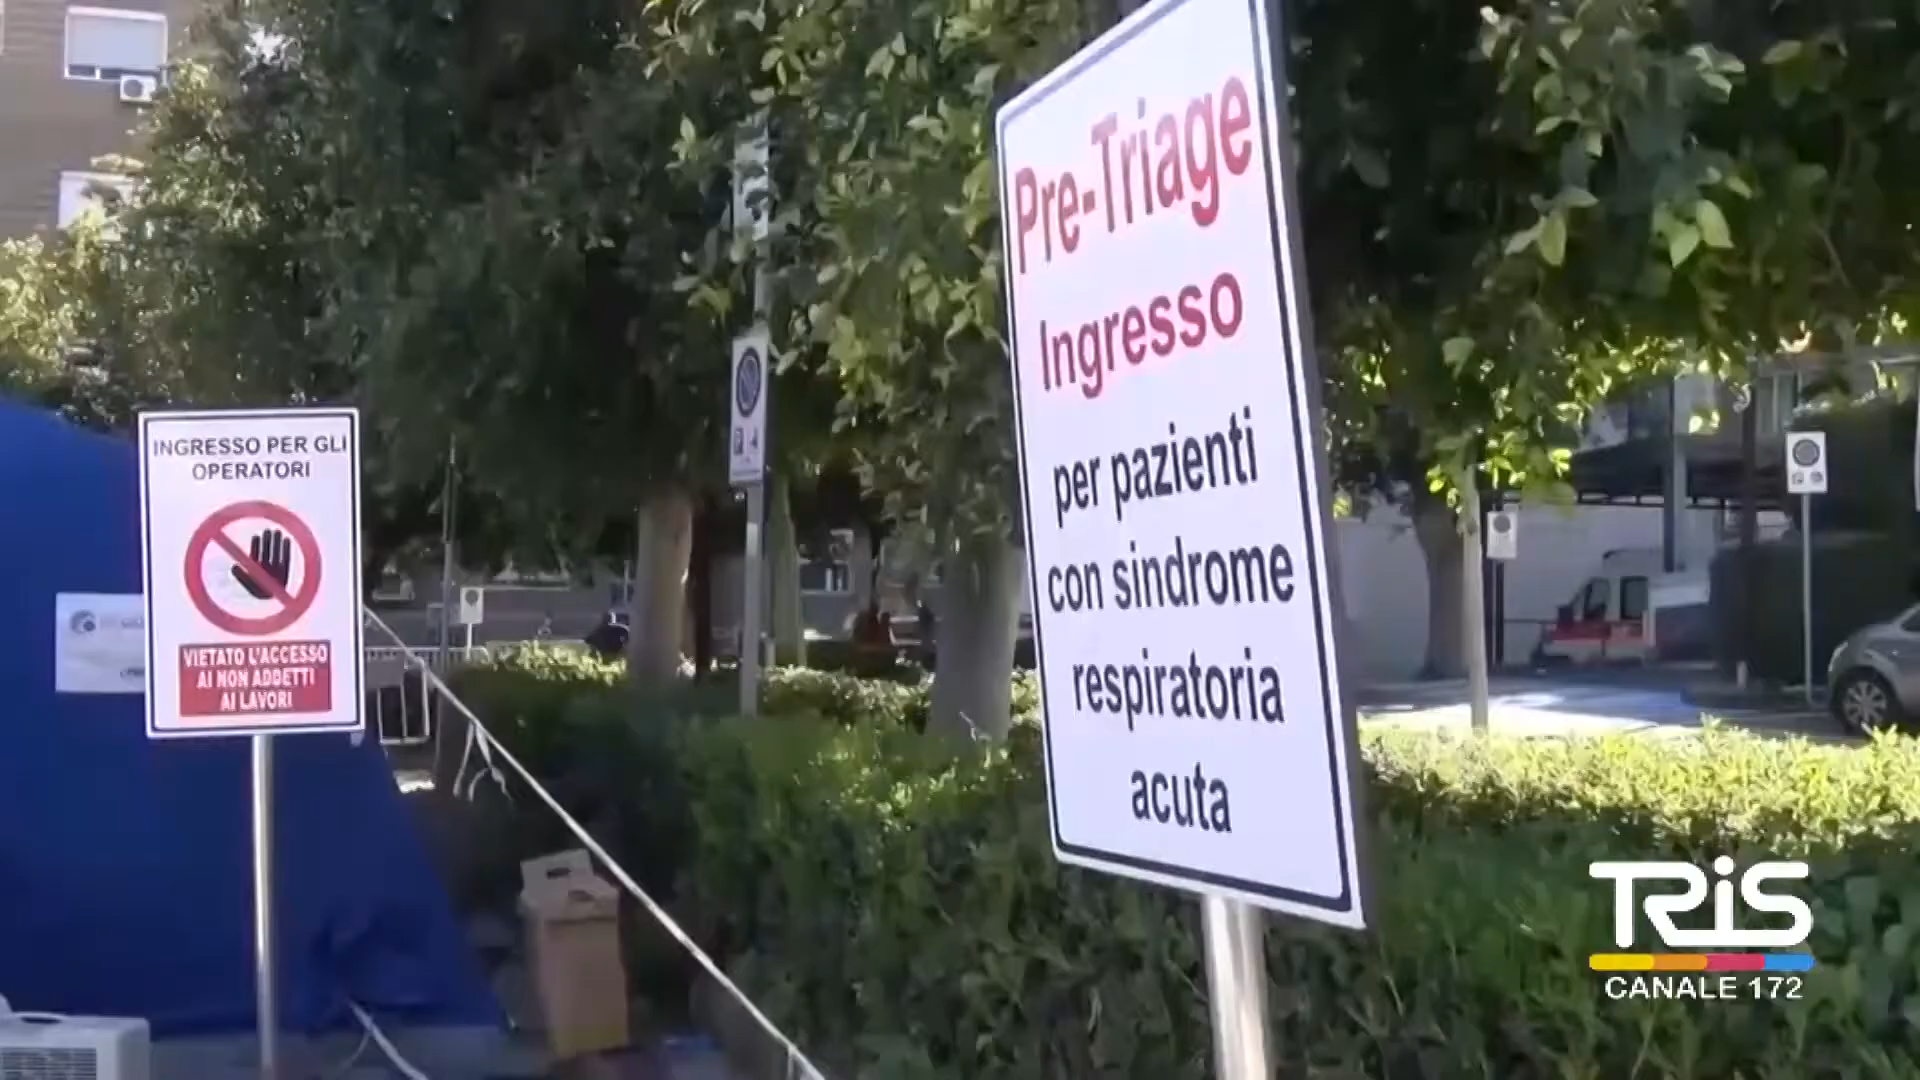 INGRESSO PER GLI
OPERATORI
VIETATO L'ACCESSO
AI NON ADDETTI
AI LAVORI
Pre-Triage
Ingresso
per pazienti
con sindrome
respiratoria
acuta
TRIS
CANALE 172